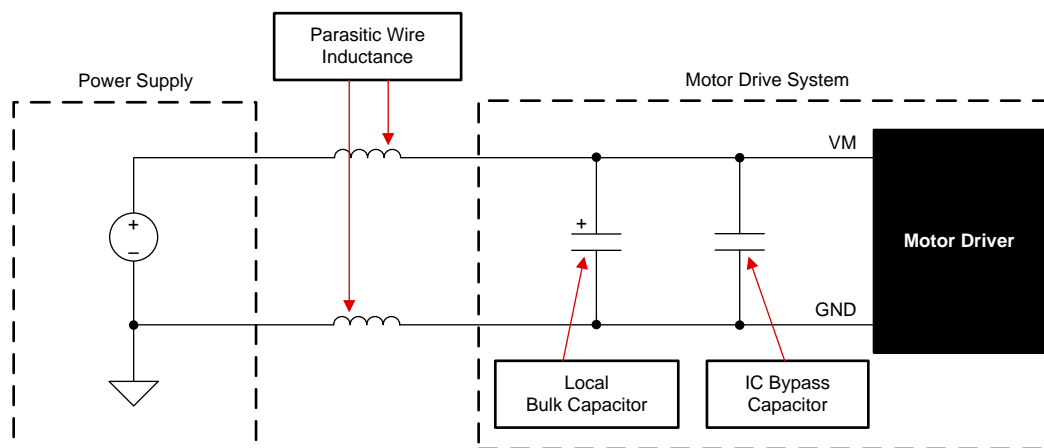 Parasitic Wire
Inductance
Power Supply
Motor Drive System
VM
+
–
+
Motor Driver
GND
Local
Bulk Capacitor
IC Bypass
Capacitor